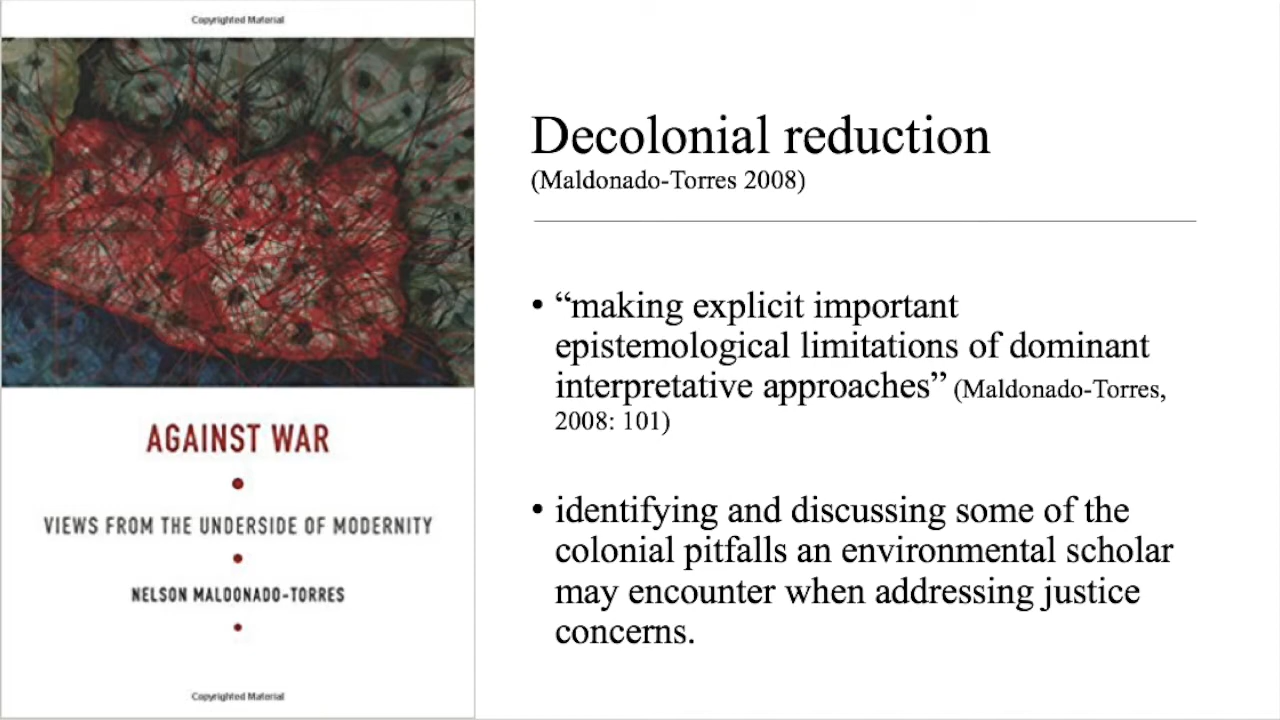 Copyrighted Material
AGAINST WAR
VIEWS FROM THE UNDERSIDE OF MODERNITY
NELSON MALDONADO-TORRES
Copyrighted Material
Decolonial reduction
(Maldonado-Torres 2008)
• “making explicit important
epistemological limitations of dominant
interpretative approaches” (Maldonado-Torres,
2008: 101)
• identifying and discussing some of the
colonial pitfalls an environmental scholar
may encounter when addressing justice
concerns.